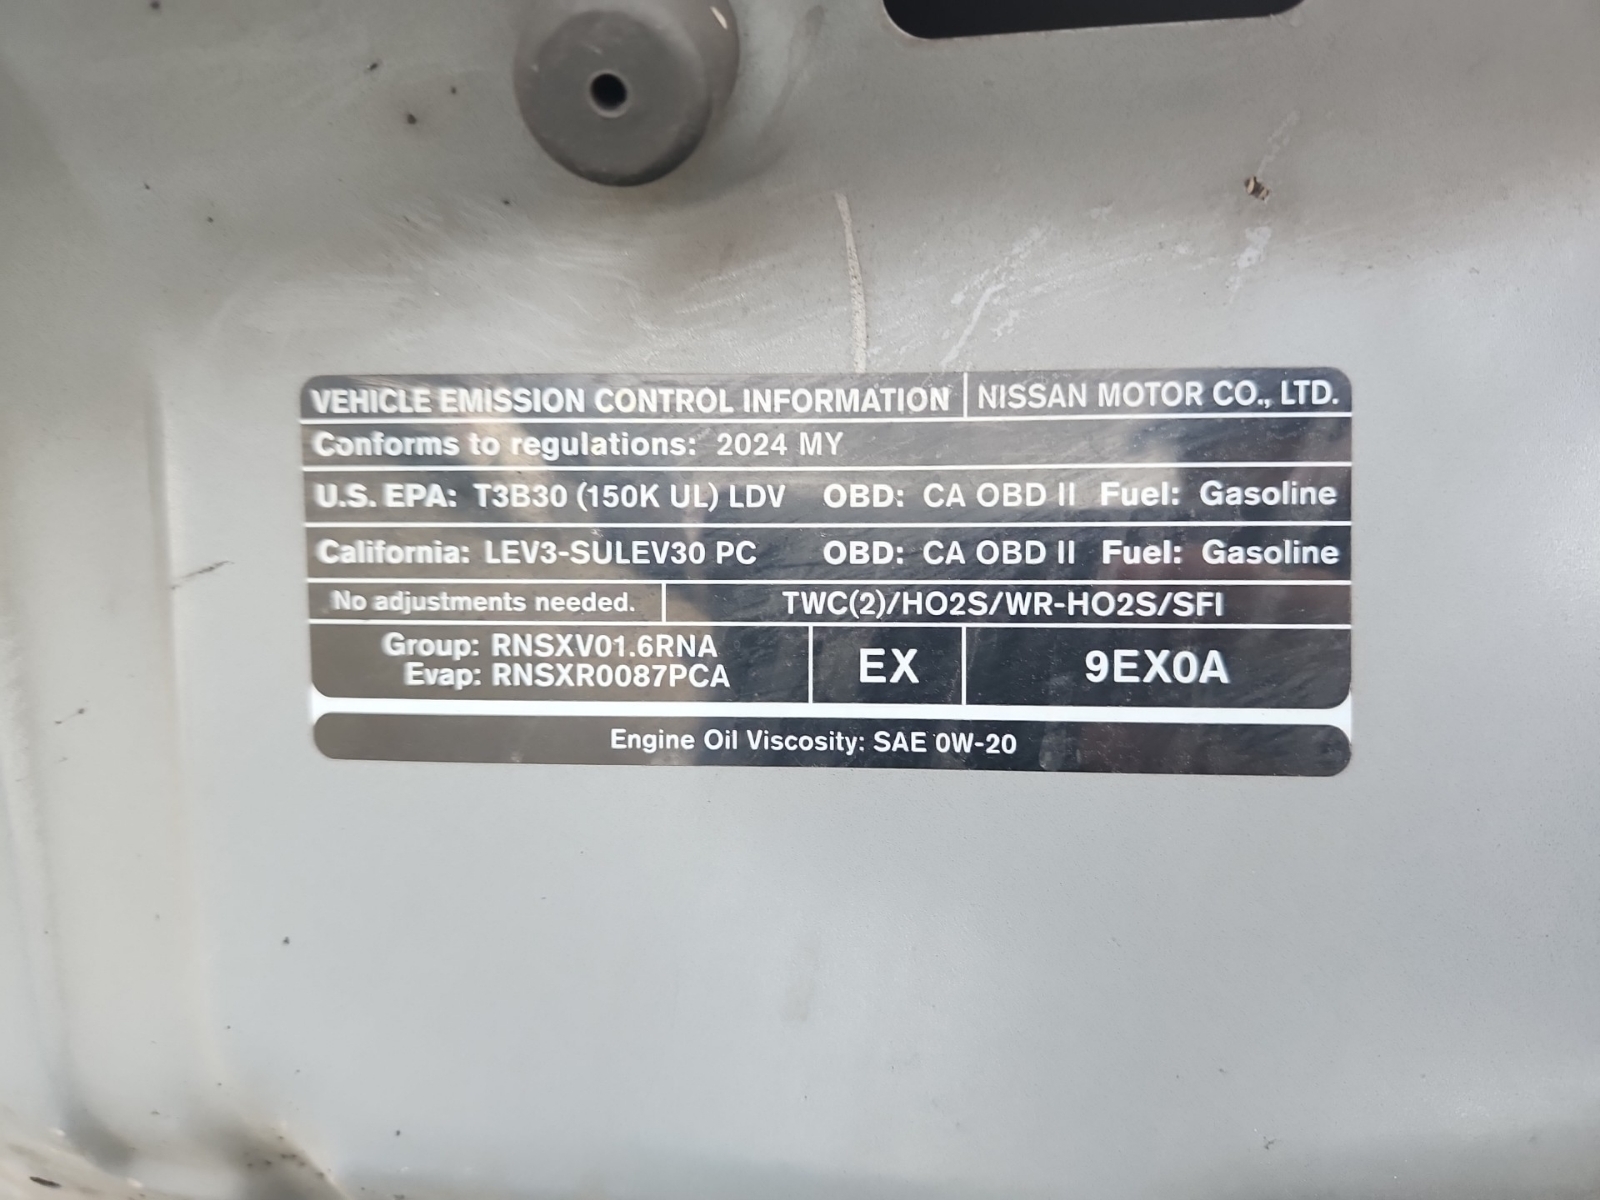 VEHICLE EMISSION CONTROL INFORMATION NISSAN MOTOR CO., LTD.
Conforms to regulations: 2024 MY
U.S. EPA: T3B30 (150K UL) LDV OBD: CA OBD II Fuel: Gasoline
California: LEV3-SULEV30 PC OBD: CA OBD II Fuel: Gasoline
No adjustments needed. TWC(2)/HO2S/WR-HO2S/SFI
Group: RNSXV01.6RNA
Evap: RNSXR0087PCA
EX 9EX0A
Engine Oil Viscosity: SAE 0W-20